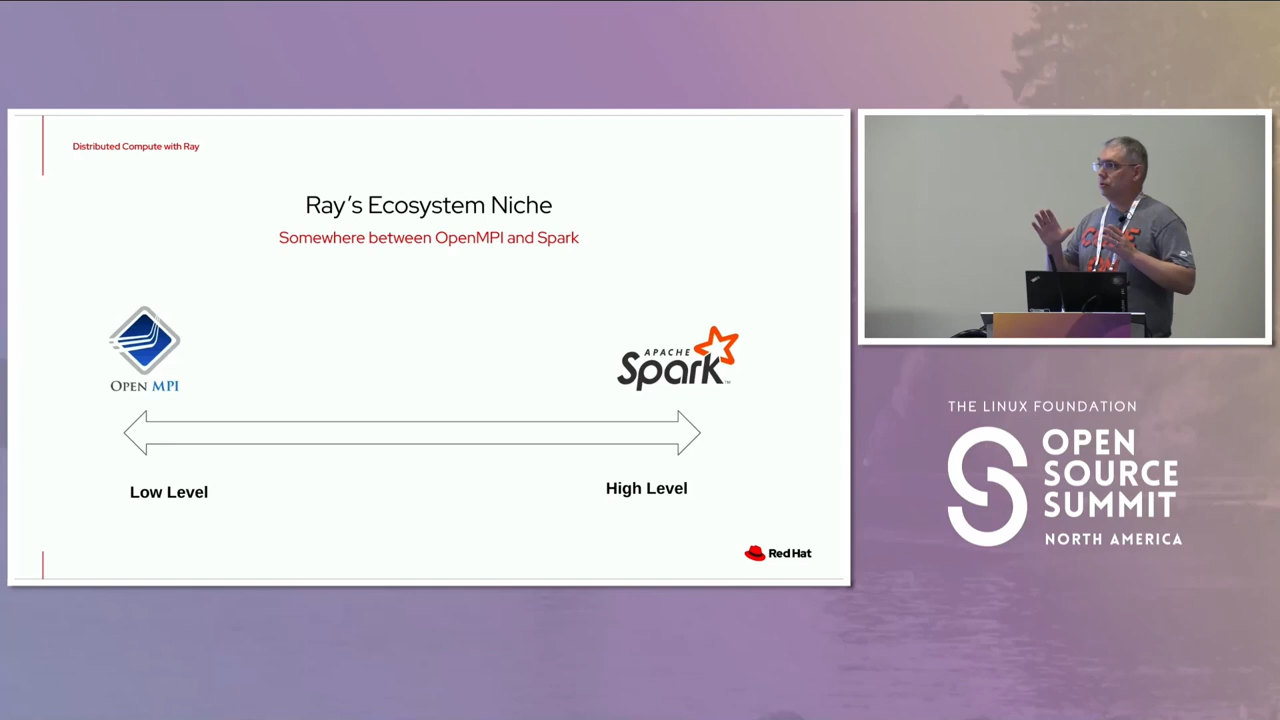 Distributed Compute with Ray
Ray's Ecosystem Niche
Somewhere between OpenMPI and Spark
OPEN MPI
APACHE
Spark™
Low Level
High Level
Red Hat
THE LINUX FOUNDATION
OPEN
SOURCE
SUMMIT
NORTH AMERICA